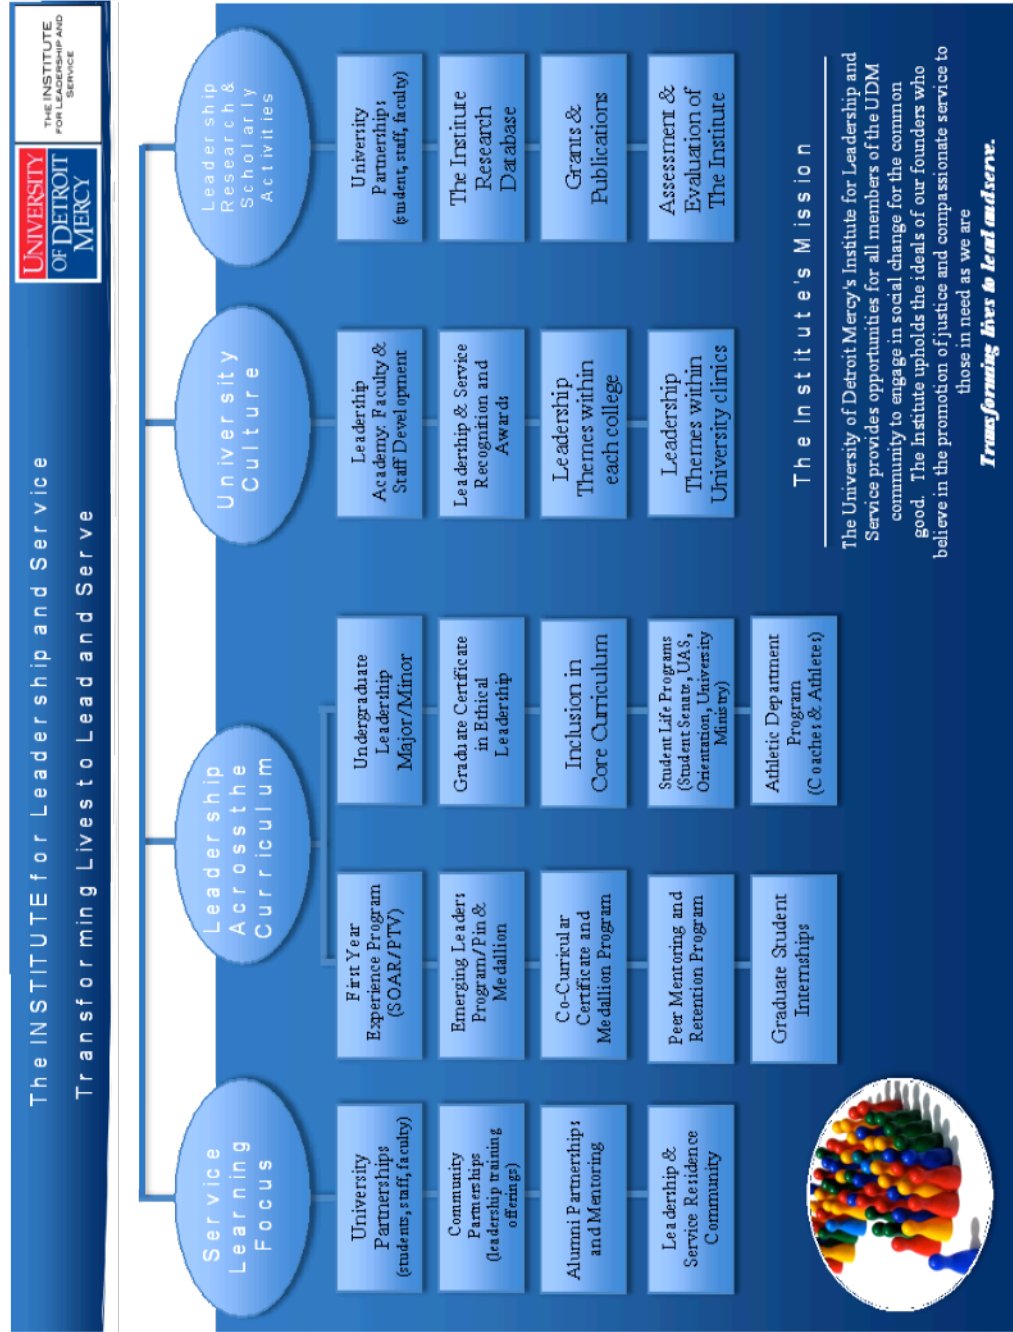 The INSTITUTE for Leadership and Service
Transforming Lives to Lead and Serve
UNIVERSITY
OF DETROIT
MERCY
THE INSTITUTE
FOR LEADERSHIP AND
SERVICE
Service
Learning
Focus
University
Partnerships
(students, staff, faculty)
Community
Partnerships
(leadership training
offerings)
Alumni Partnerships
and Mentoring
Leadership &
Service Residence
Community
Leadership
Across the
Curriculum
First Year
Experience Program
(SOAR/PTV)
Emerging Leaders
Program/Pin &
Medallion
Co-Curricular
Certificate and
Medallion Program
Peer Mentoring and
Retention Program
Graduate Student
Internships
Undergraduate
Leadership
Major/Minor
Graduate Certificate
in Ethical
Leadership
Inclusion in
Core Curriculum
Student Life Programs
(Student Senate, UAS,
Orientation, University
Ministry)
Athletic Department
Program
(Coaches & Athletes)
University
Culture
Leadership
Academy: Faculty &
Staff Development
Leadership & Service
Recognition and
Awards
Leadership
Themes within
each college
Leadership
Themes within
University clinics
Leadership
Research &
Scholarly
Activities
University
Partnerships
(student, staff, faculty)
The Institute
Research
Database
Grants &
Publications
Assessment &
Evaluation of
The Institute
The Institute's Mission
The University of Detroit Mercy's Institute for Leadership and
Service provides opportunities for all members of the UDM
community to engage in social change for the common
good. The Institute upholds the ideals of our founders who
believe in the promotion of justice and compassionate service to
those in need as we are
Transforming lives to lead and serve.